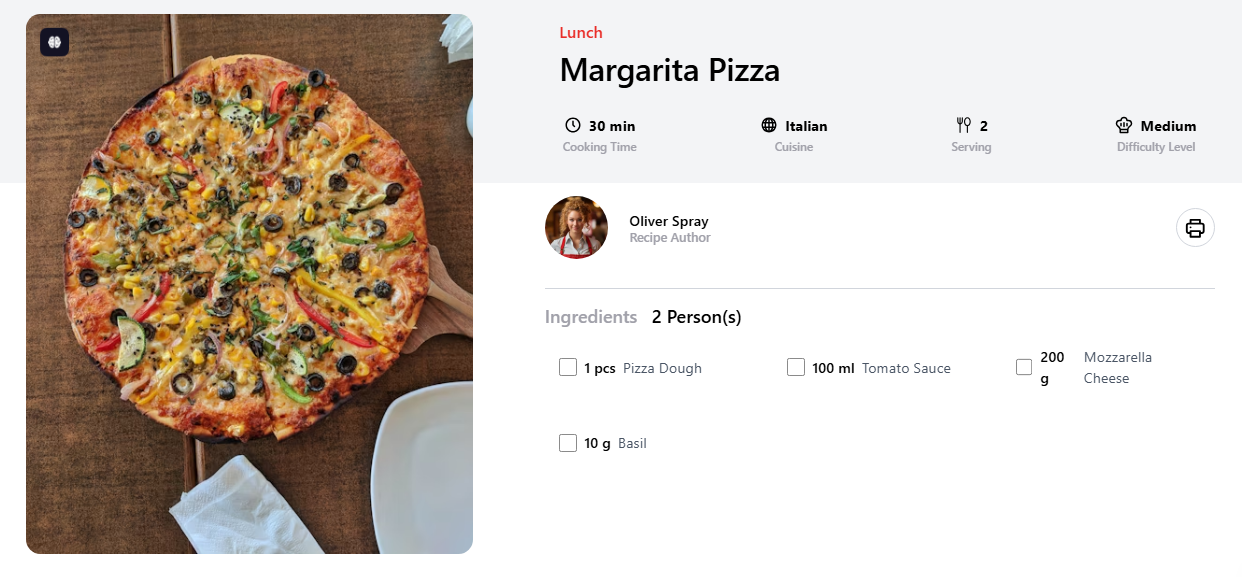 Lunch
Margarita Pizza
30 min
Cooking Time
Italian
Cuisine
2
Serving
Medium
Difficulty Level
Oliver Spray
Recipe Author
Ingredients 2 Person(s)
1 pcs Pizza Dough
100 ml Tomato Sauce
200 g Mozzarella Cheese
10 g Basil